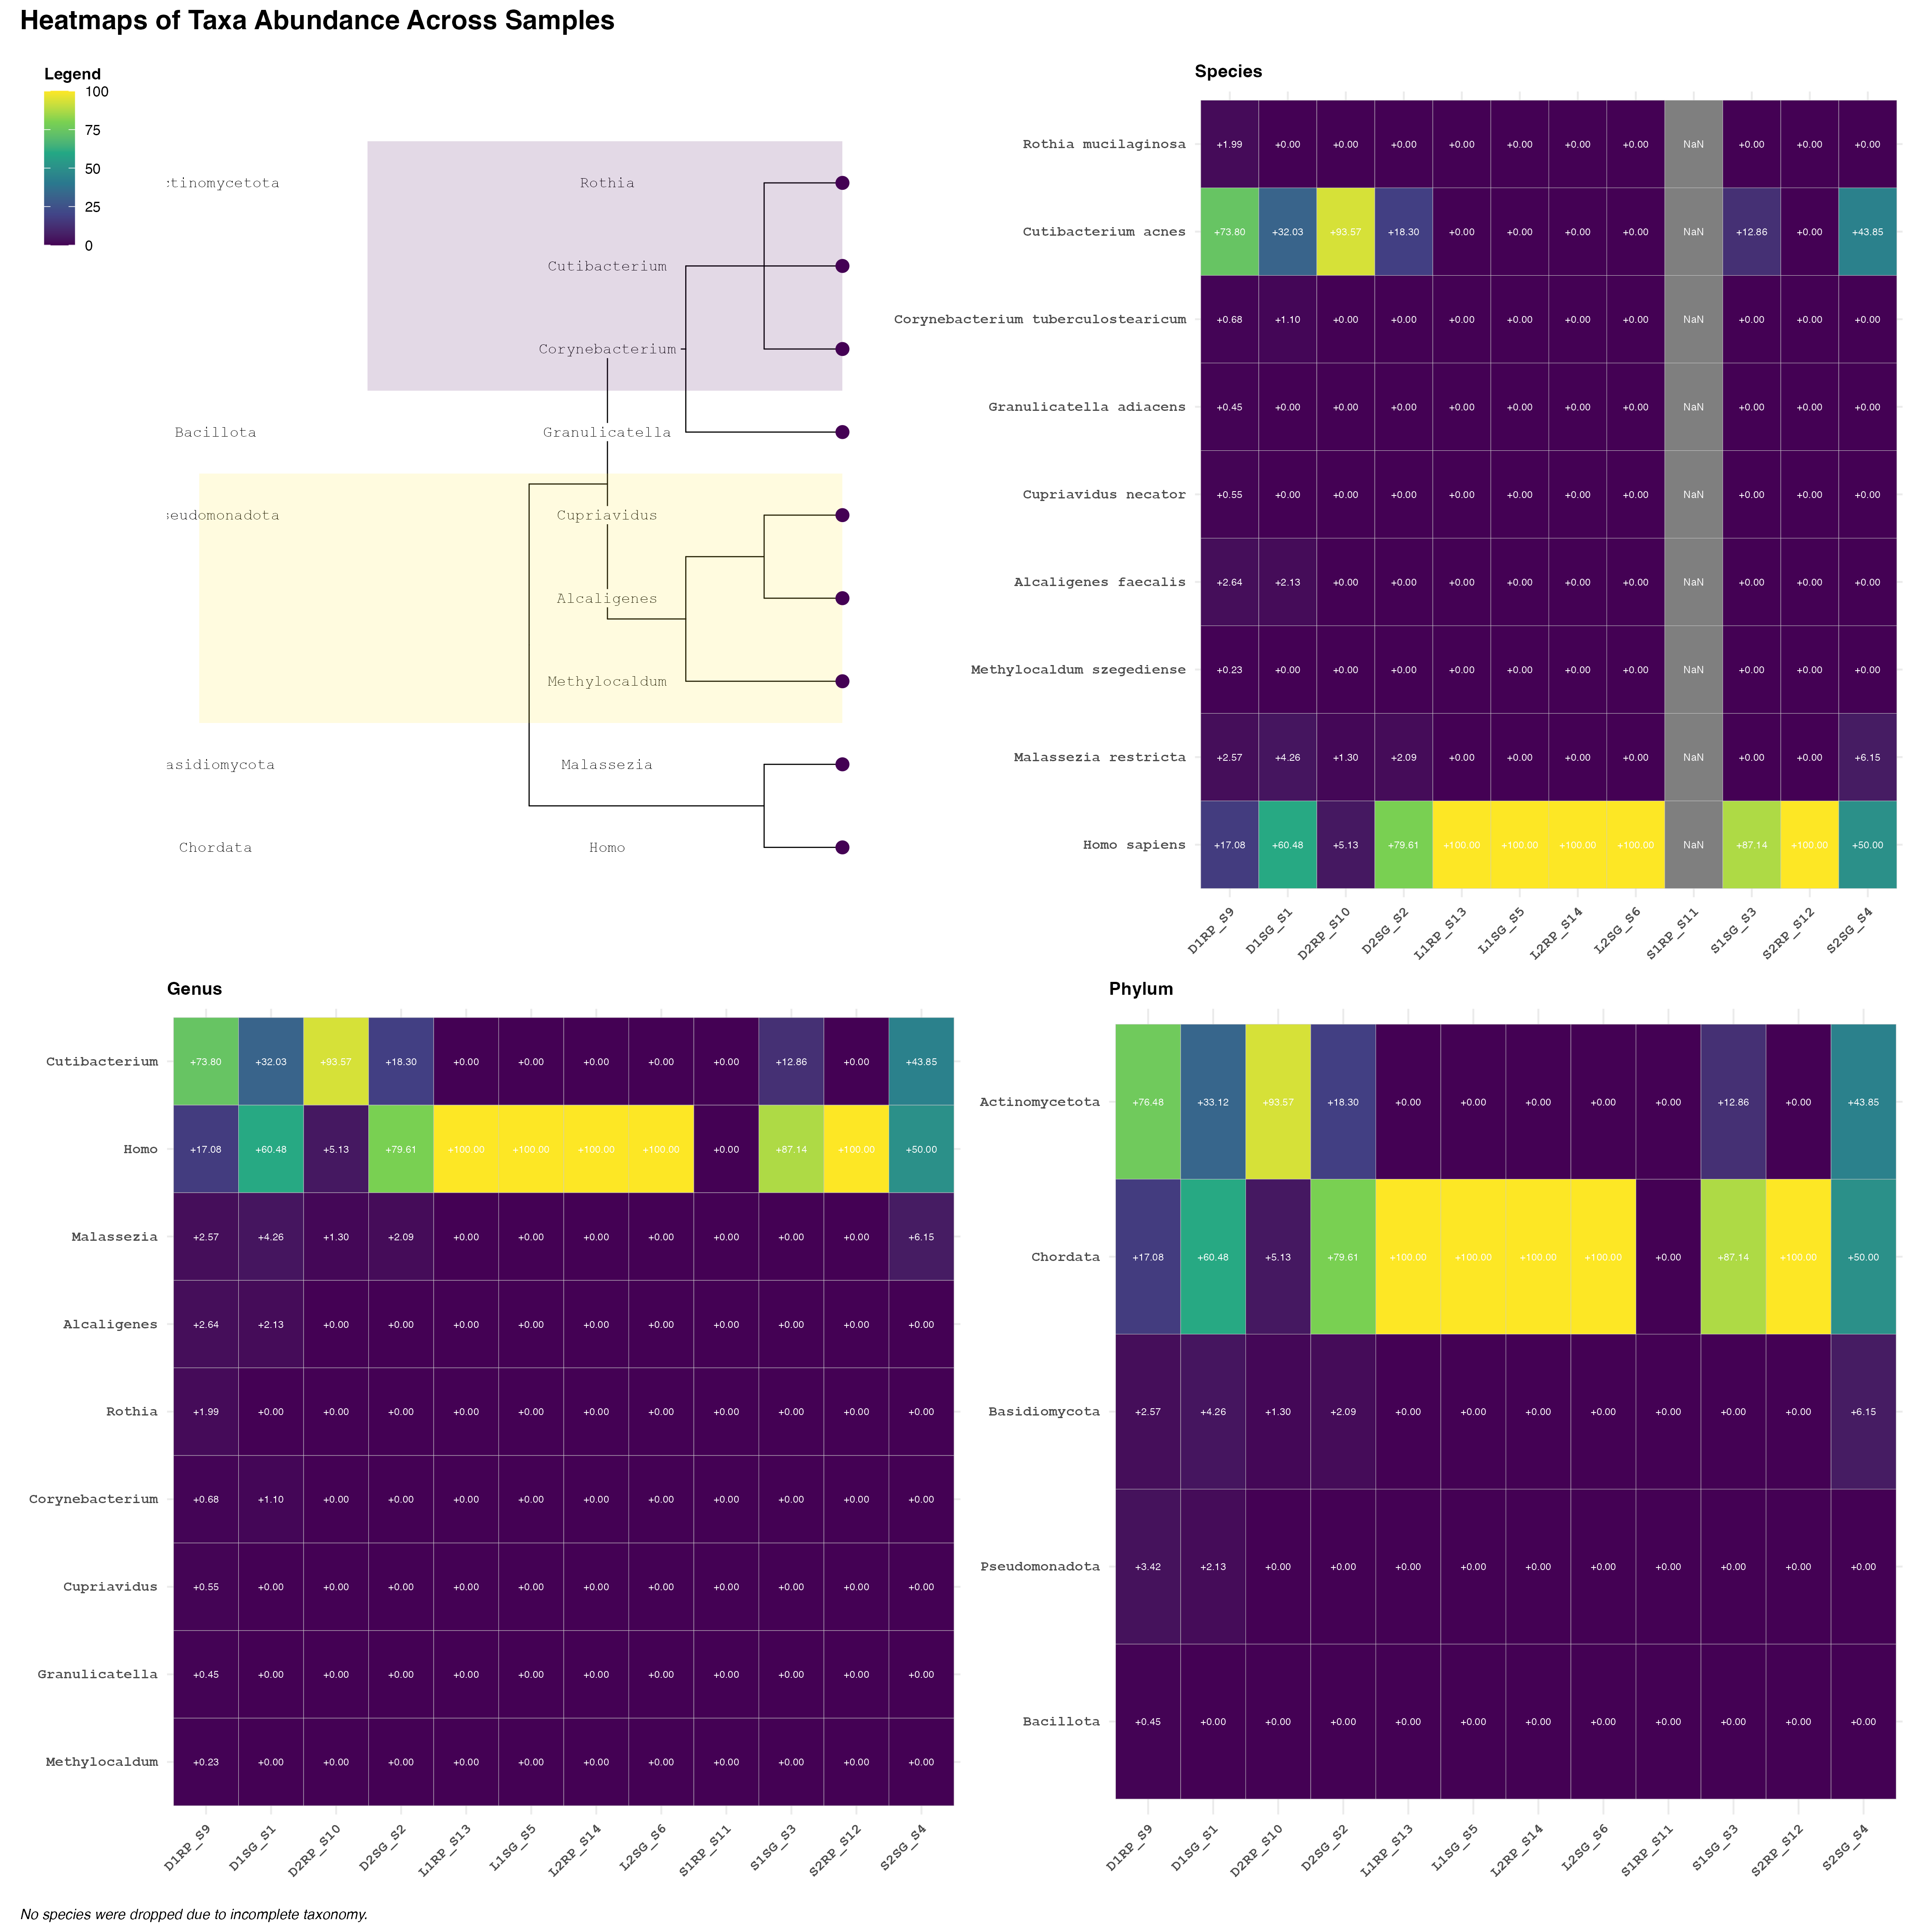 Heatmaps of Taxa Abundance Across Samples
Legend
100
75
50
25
0
ctinomycetota
Rothia
Cutibacterium
Corynebacterium
Bacillota
Granulicatella
seudomonadota
Cupriavidus
Alcaligenes
Methylocaldum
asidiomycota
Malassezia
Chordata
Homo
Species
Rothia mucilaginosa +1.99 +0.00 +0.00 +0.00 +0.00 +0.00 +0.00 +0.00 NaN +0.00 +0.00 +0.00
Cutibacterium acnes +73.80 +32.03 +93.57 +18.30 +0.00 +0.00 +0.00 +0.00 NaN +12.86 +0.00 +43.85
Corynebacterium tuberculostearicum +0.68 +1.10 +0.00 +0.00 +0.00 +0.00 +0.00 +0.00 NaN +0.00 +0.00 +0.00
Granulicatella adiacens +0.45 +0.00 +0.00 +0.00 +0.00 +0.00 +0.00 +0.00 NaN +0.00 +0.00 +0.00
Cupriavidus necator +0.55 +0.00 +0.00 +0.00 +0.00 +0.00 +0.00 +0.00 NaN +0.00 +0.00 +0.00
Alcaligenes faecalis +2.64 +2.13 +0.00 +0.00 +0.00 +0.00 +0.00 +0.00 NaN +0.00 +0.00 +0.00
Methylocaldum szegediense +0.23 +0.00 +0.00 +0.00 +0.00 +0.00 +0.00 +0.00 NaN +0.00 +0.00 +0.00
Malassezia restricta +2.57 +4.26 +1.30 +2.09 +0.00 +0.00 +0.00 +0.00 NaN +0.00 +0.00 +6.15
Homo sapiens +17.08 +60.48 +5.13 +79.61 +100.00 +100.00 +100.00 +100.00 NaN +87.14 +100.00 +50.00
D1RP_S9 D1SG_S1 D2RP_S10 D2SG_S2 L1RP_S13 L1SG_S5 L2RP_S14 L2SG_S6 S1RP_S11 S1SG_S3 S2RP_S12 S2SG_S4
Genus
Cutibacterium +73.80 +32.03 +93.57 +18.30 +0.00 +0.00 +0.00 +0.00 +0.00 +12.86 +0.00 +43.85
Homo +17.08 +60.48 +5.13 +79.61 +100.00 +100.00 +100.00 +100.00 +0.00 +87.14 +100.00 +50.00
Malassezia +2.57 +4.26 +1.30 +2.09 +0.00 +0.00 +0.00 +0.00 +0.00 +0.00 +0.00 +6.15
Alcaligenes +2.64 +2.13 +0.00 +0.00 +0.00 +0.00 +0.00 +0.00 +0.00 +0.00 +0.00 +0.00
Rothia +1.99 +0.00 +0.00 +0.00 +0.00 +0.00 +0.00 +0.00 +0.00 +0.00 +0.00 +0.00
Corynebacterium +0.68 +1.10 +0.00 +0.00 +0.00 +0.00 +0.00 +0.00 +0.00 +0.00 +0.00 +0.00
Cupriavidus +0.55 +0.00 +0.00 +0.00 +0.00 +0.00 +0.00 +0.00 +0.00 +0.00 +0.00 +0.00
Granulicatella +0.45 +0.00 +0.00 +0.00 +0.00 +0.00 +0.00 +0.00 +0.00 +0.00 +0.00 +0.00
Methylocaldum +0.23 +0.00 +0.00 +0.00 +0.00 +0.00 +0.00 +0.00 +0.00 +0.00 +0.00 +0.00
D1RP_S9 D1SG_S1 D2RP_S10 D2SG_S2 L1RP_S13 L1SG_S5 L2RP_S14 L2SG_S6 S1RP_S11 S1SG_S3 S2RP_S12 S2SG_S4
Phylum
Actinomycetota +76.48 +33.12 +93.57 +18.30 +0.00 +0.00 +0.00 +0.00 +0.00 +12.86 +0.00 +43.85
Chordata +17.08 +60.48 +5.13 +79.61 +100.00 +100.00 +100.00 +100.00 +0.00 +87.14 +100.00 +50.00
Basidiomycota +2.57 +4.26 +1.30 +2.09 +0.00 +0.00 +0.00 +0.00 +0.00 +0.00 +0.00 +6.15
Pseudomonadota +3.42 +2.13 +0.00 +0.00 +0.00 +0.00 +0.00 +0.00 +0.00 +0.00 +0.00 +0.00
Bacillota +0.45 +0.00 +0.00 +0.00 +0.00 +0.00 +0.00 +0.00 +0.00 +0.00 +0.00 +0.00
D1RP_S9 D1SG_S1 D2RP_S10 D2SG_S2 L1RP_S13 L1SG_S5 L2RP_S14 L2SG_S6 S1RP_S11 S1SG_S3 S2RP_S12 S2SG_S4
No species were dropped due to incomplete taxonomy.